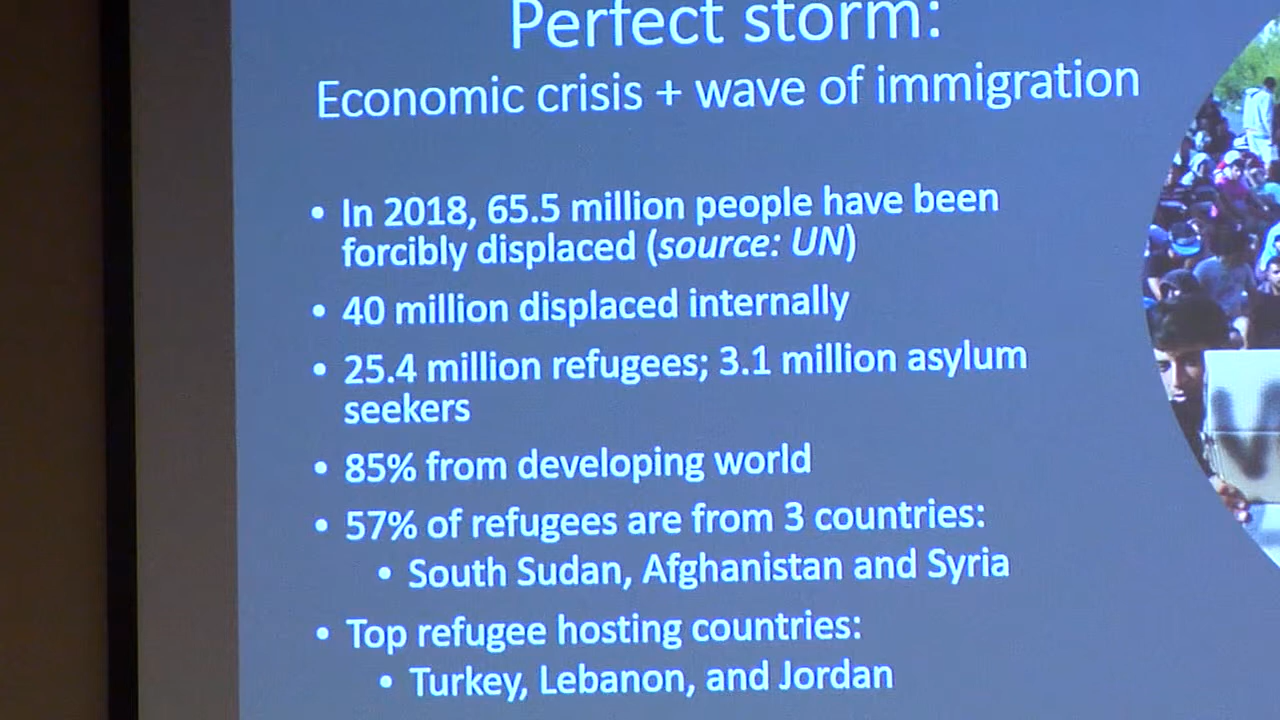 Perfect storm:
Economic crisis + wave of immigration
• In 2018, 65.5 million people have been
forcibly displaced (source: UN)
• 40 million displaced internally
• 25.4 million refugees; 3.1 million asylum
seekers
• 85% from developing world
• 57% of refugees are from 3 countries:
• South Sudan, Afghanistan and Syria
• Top refugee hosting countries:
• Turkey, Lebanon, and Jordan